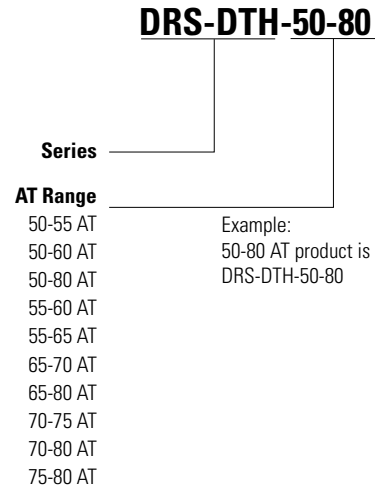 DRS-DTH-50-80
Series
AT Range
50-55 AT
50-60 AT
50-80 AT
55-60 AT
55-65 AT
65-70 AT
65-80 AT
70-75 AT
70-80 AT
75-80 AT
Example:
50-80 AT product is
DRS-DTH-50-80